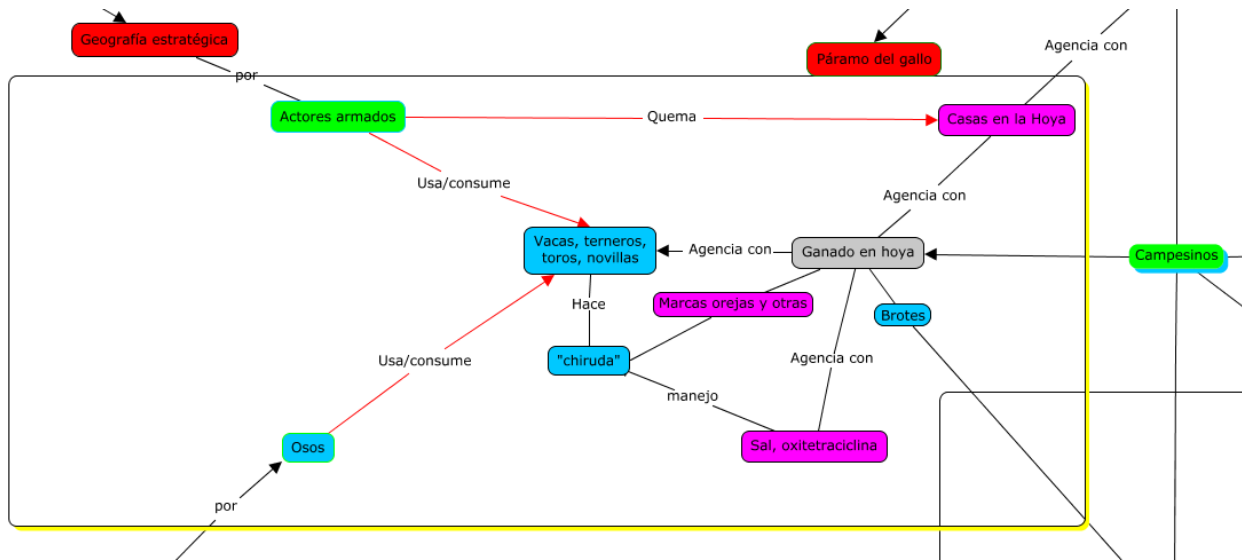 Geografía estratégica
Agencia con
Páramo del gallo
por
Actores armados
Quema
Casas en la Hoya
Usa/consume
Agencia con
Vacas, terneros,
toros, novillas
Agencia con
Ganado en hoya
Campesinos
Hace
Marcas orejas y otras
Brotes
"chiruda"
Usa/consume
Agencia con
manejo
Osos
Sal, oxitetraciclina
por